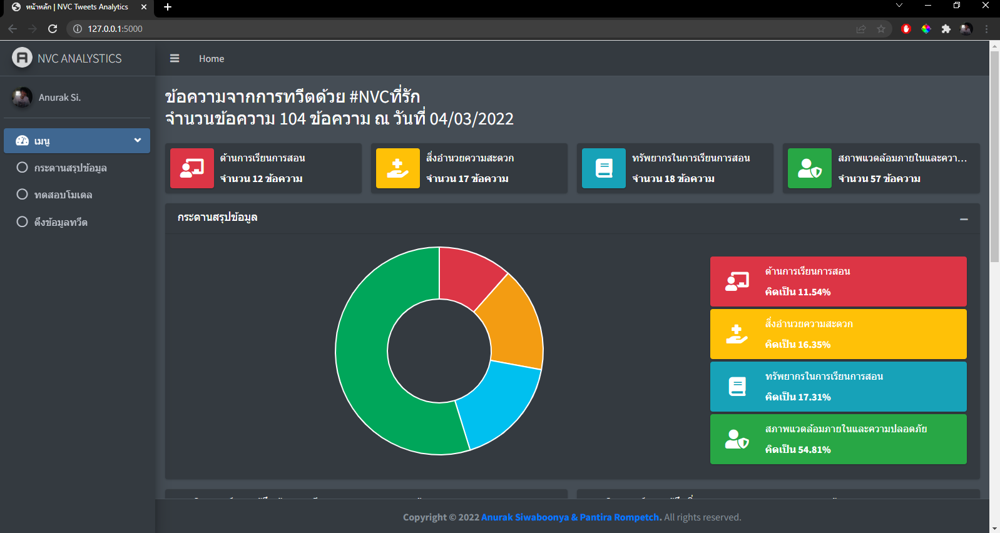 หน้าหลัก | NVC Tweets Analytics
127.0.0.1:5000
NVC ANALYSTICS
Home
Anurak Si.
เมนู
กระดานสรุปข้อมูล
ทดสอบโมเดล
ดึงข้อมูลทวีต
ข้อความจากการทวีตด้วย #NVCที่รัก
จำนวนข้อความ 104 ข้อความ ณ วันที่ 04/03/2022
ด้านการเรียนการสอน
จำนวน 12 ข้อความ
สิ่งอำนวยความสะดวก
จำนวน 17 ข้อความ
ทรัพยากรในการเรียนการสอน
จำนวน 18 ข้อความ
สภาพแวดล้อมภายในและควา...
จำนวน 57 ข้อความ
กระดานสรุปข้อมูล
ด้านการเรียนการสอน
คิดเป็น 11.54%
สิ่งอำนวยความสะดวก
คิดเป็น 16.35%
ทรัพยากรในการเรียนการสอน
คิดเป็น 17.31%
สภาพแวดล้อมภายในและความปลอดภัย
คิดเป็น 54.81%
Copyright © 2022 Anurak Siwaboonya & Pantira Rompetch. All rights reserved.